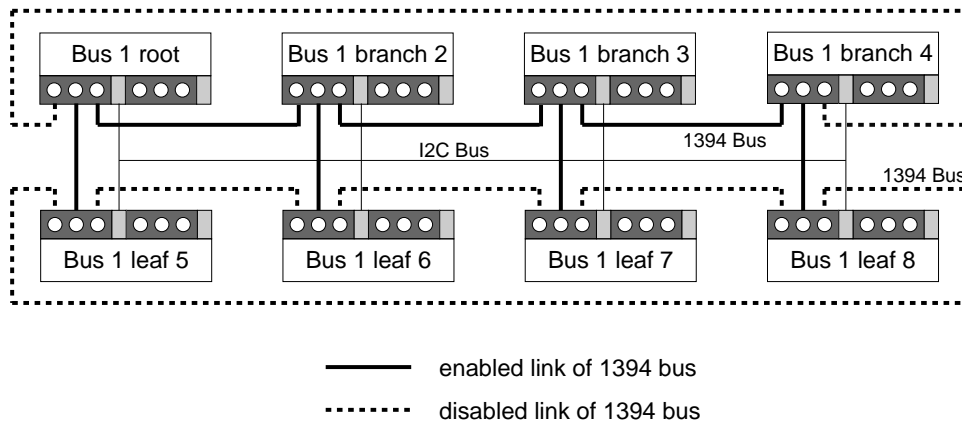 Bus 1 root
Bus 1 branch 2
Bus 1 branch 3
Bus 1 branch 4
1394 Bus
I2C Bus
1394 Bus
Bus 1 leaf 5
Bus 1 leaf 6
Bus 1 leaf 7
Bus 1 leaf 8
enabled link of 1394 bus
disabled link of 1394 bus